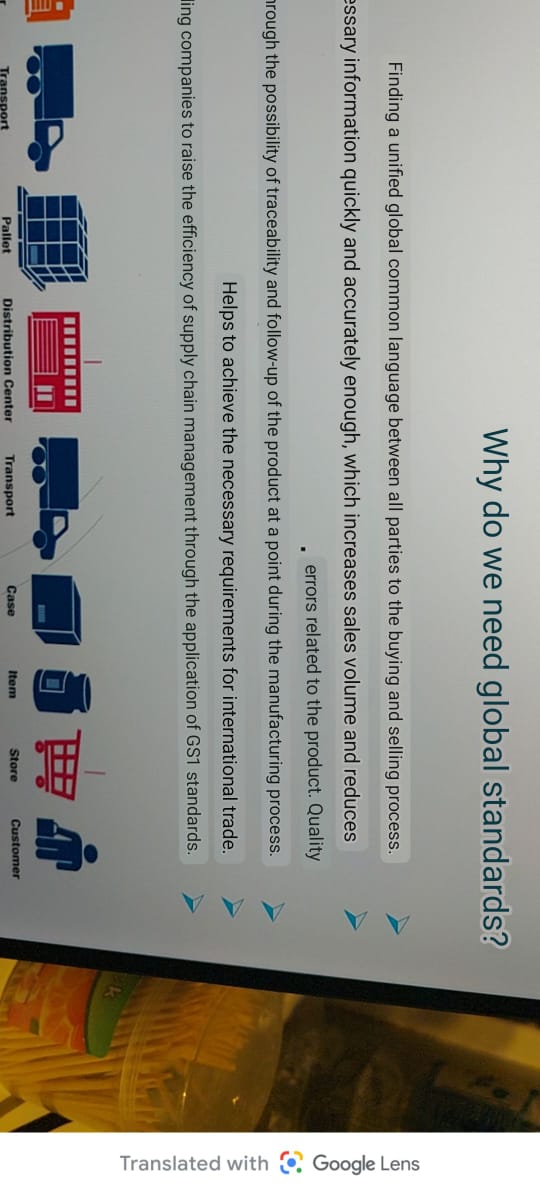 Why do we need global standards?
Finding a unified global common language between all parties to the buying and selling process.
information quickly and accurately enough, which increases sales volume and reduces
errors related to the product. Quality
the possibility of traceability and follow-up of the product at a point during the manufacturing process.
Helps to achieve the necessary requirements for international trade.
companies to raise the efficiency of supply chain management through the application of GS1 standards.
Transport Pallet Distribution Center Transport Case Item Store Customer
Translated with Google Lens